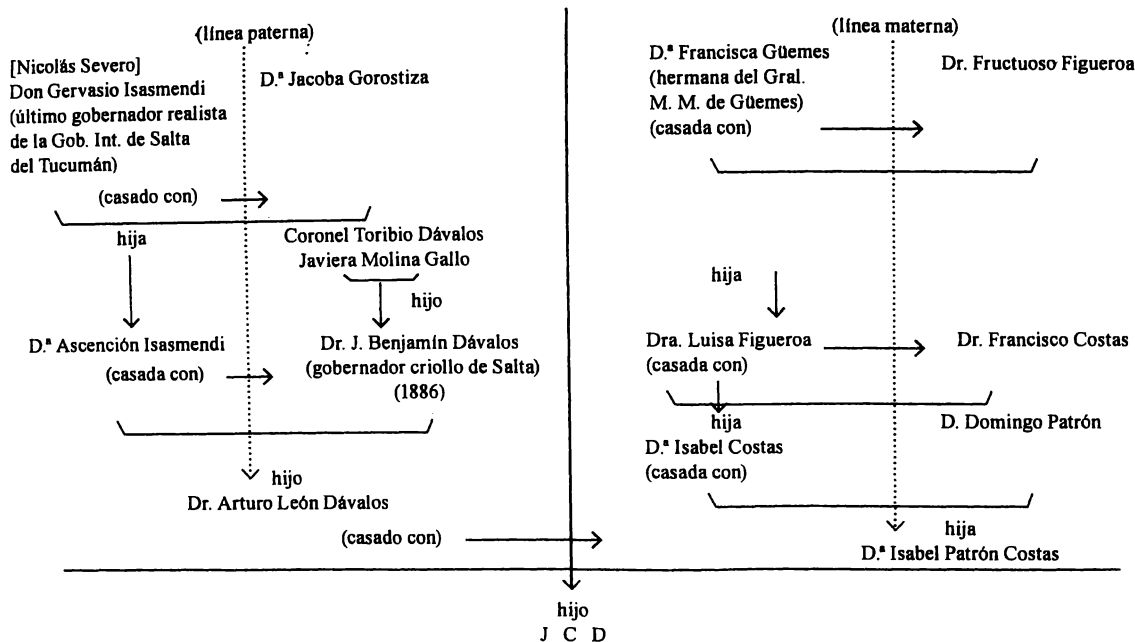 (línea paterna)
[Nicolás Severo]
Don Gervasio Isasmendi
(último gobernador realista
de la Gob. Int. de Salta
del Tucumán)
D.ª Jacoba Gorostiza
(casado con)
hija
Coronel Toribio Dávalos
Javiera Molina Gallo
hijo
D.ª Ascención Isasmendi
(casada con)
Dr. J. Benjamín Dávalos
(gobernador criollo de Salta)
(1886)
hijo
Dr. Arturo León Dávalos
(casado con)
(línea materna)
D.ª Francisca Güemes
(hermana del Gral.
M. M. de Güemes)
(casada con)
Dr. Fructuoso Figueroa
hija
Dra. Luisa Figueroa
(casada con)
Dr. Francisco Costas
hija
D.ª Isabel Costas
(casada con)
D. Domingo Patrón
hija
D.ª Isabel Patrón Costas
hijo
J C D